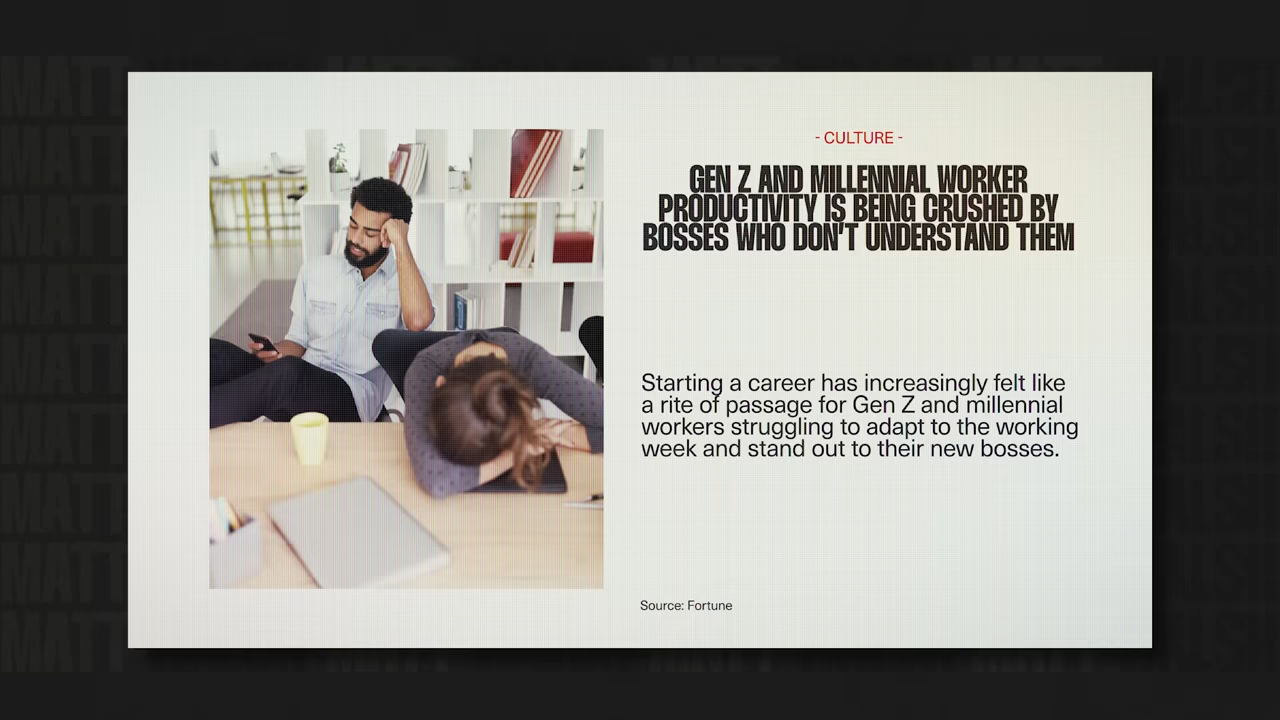 - CULTURE -
GEN Z AND MILLENNIAL WORKER
PRODUCTIVITY IS BEING CRUSHED BY
BOSSES WHO DON'T UNDERSTAND THEM
Starting a career has increasingly felt like
a rite of passage for Gen Z and millennial
workers struggling to adapt to the working
week and stand out to their new bosses.
Source: Fortune